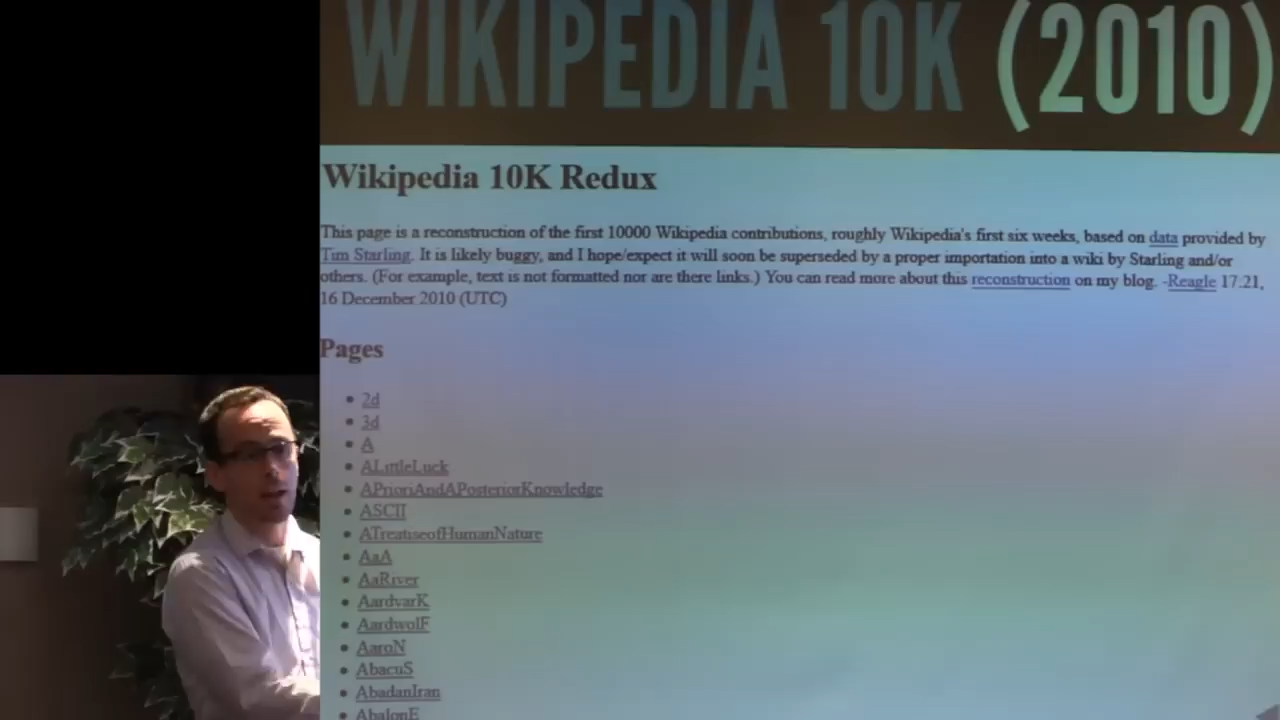 WIKIPEDIA 10K (2010)
Wikipedia 10K Redux
This page is a reconstruction of the first 10000 Wikipedia contributions, roughly Wikipedia's first six weeks, based on data provided by
Tim Starling. It is likely buggy, and I hope/expect it will soon be superseded by a proper importation into a wiki by Starling and/or
others. (For example, text is not formatted nor are there links.) You can read more about this reconstruction on my blog. -Reagle 17:21,
16 December 2010 (UTC)
Pages
2d
3d
A
ALittleLuck
APrioriAndAPosteriorKnowledge
ASCII
ATreatiseofHumanNature
AaA
AaRiver
AardvarK
AardwolF
AaroN
AbacuS
AbadanIran
AbalonE